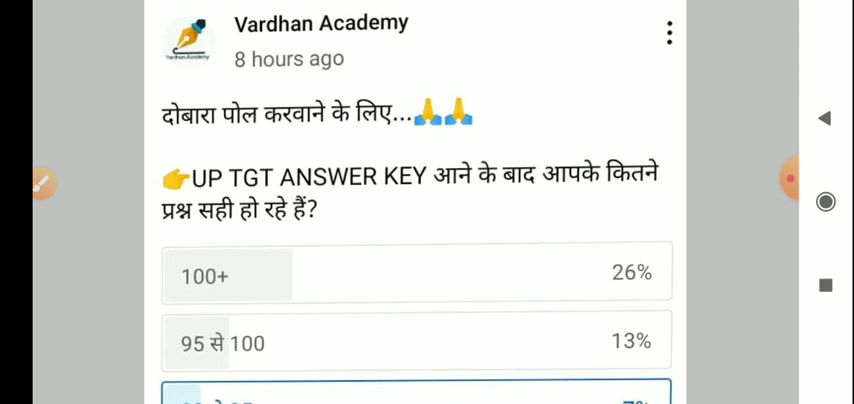 Vardhan Academy
8 hours ago
दोबारा पोल करवाने के लिए...🙏🙏
👉UP TGT ANSWER KEY आने के बाद आपके कितने
प्रश्न सही हो रहे हैं?
100+ 26%
95 से 100 13%